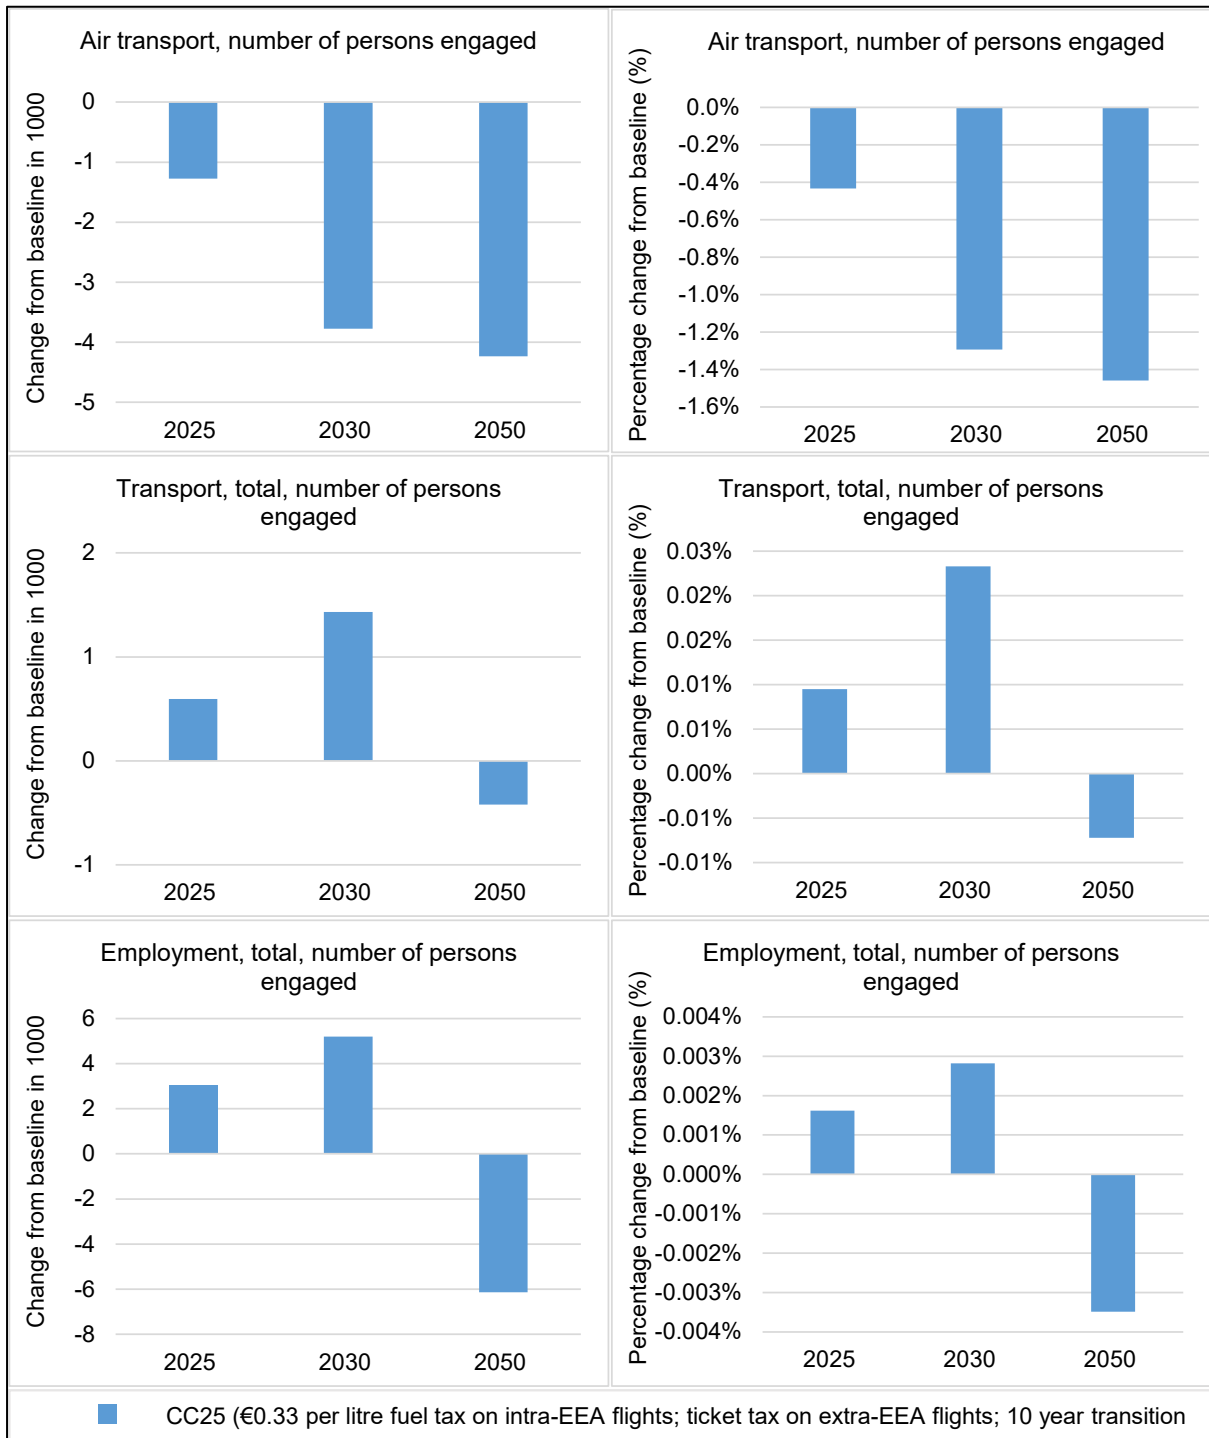 Air transport, number of persons engaged
Change from baseline in 1000
0
-1
-2
-3
-4
-5
2025 2030 2050
Air transport, number of persons engaged
Percentage change from baseline (%)
0.0%
-0.2%
-0.4%
-0.6%
-0.8%
-1.0%
-1.2%
-1.4%
-1.6%
2025 2030 2050
Transport, total, number of persons
engaged
Change from baseline in 1000
2
1
0
-1
2025 2030 2050
Transport, total, number of persons
engaged
Percentage change from baseline (%)
0.03%
0.02%
0.02%
0.01%
0.01%
0.00%
-0.01%
-0.01%
2025 2030 2050
Employment, total, number of persons
engaged
Change from baseline in 1000
6
4
2
0
-2
-4
-6
-8
2025 2030 2050
Employment, total, number of persons
engaged
Percentage change from baseline (%)
0.004%
0.003%
0.002%
0.001%
0.000%
-0.001%
-0.002%
-0.003%
-0.004%
2025 2030 2050
CC25 (€0.33 per litre fuel tax on intra-EEA flights; ticket tax on extra-EEA flights; 10 year transition